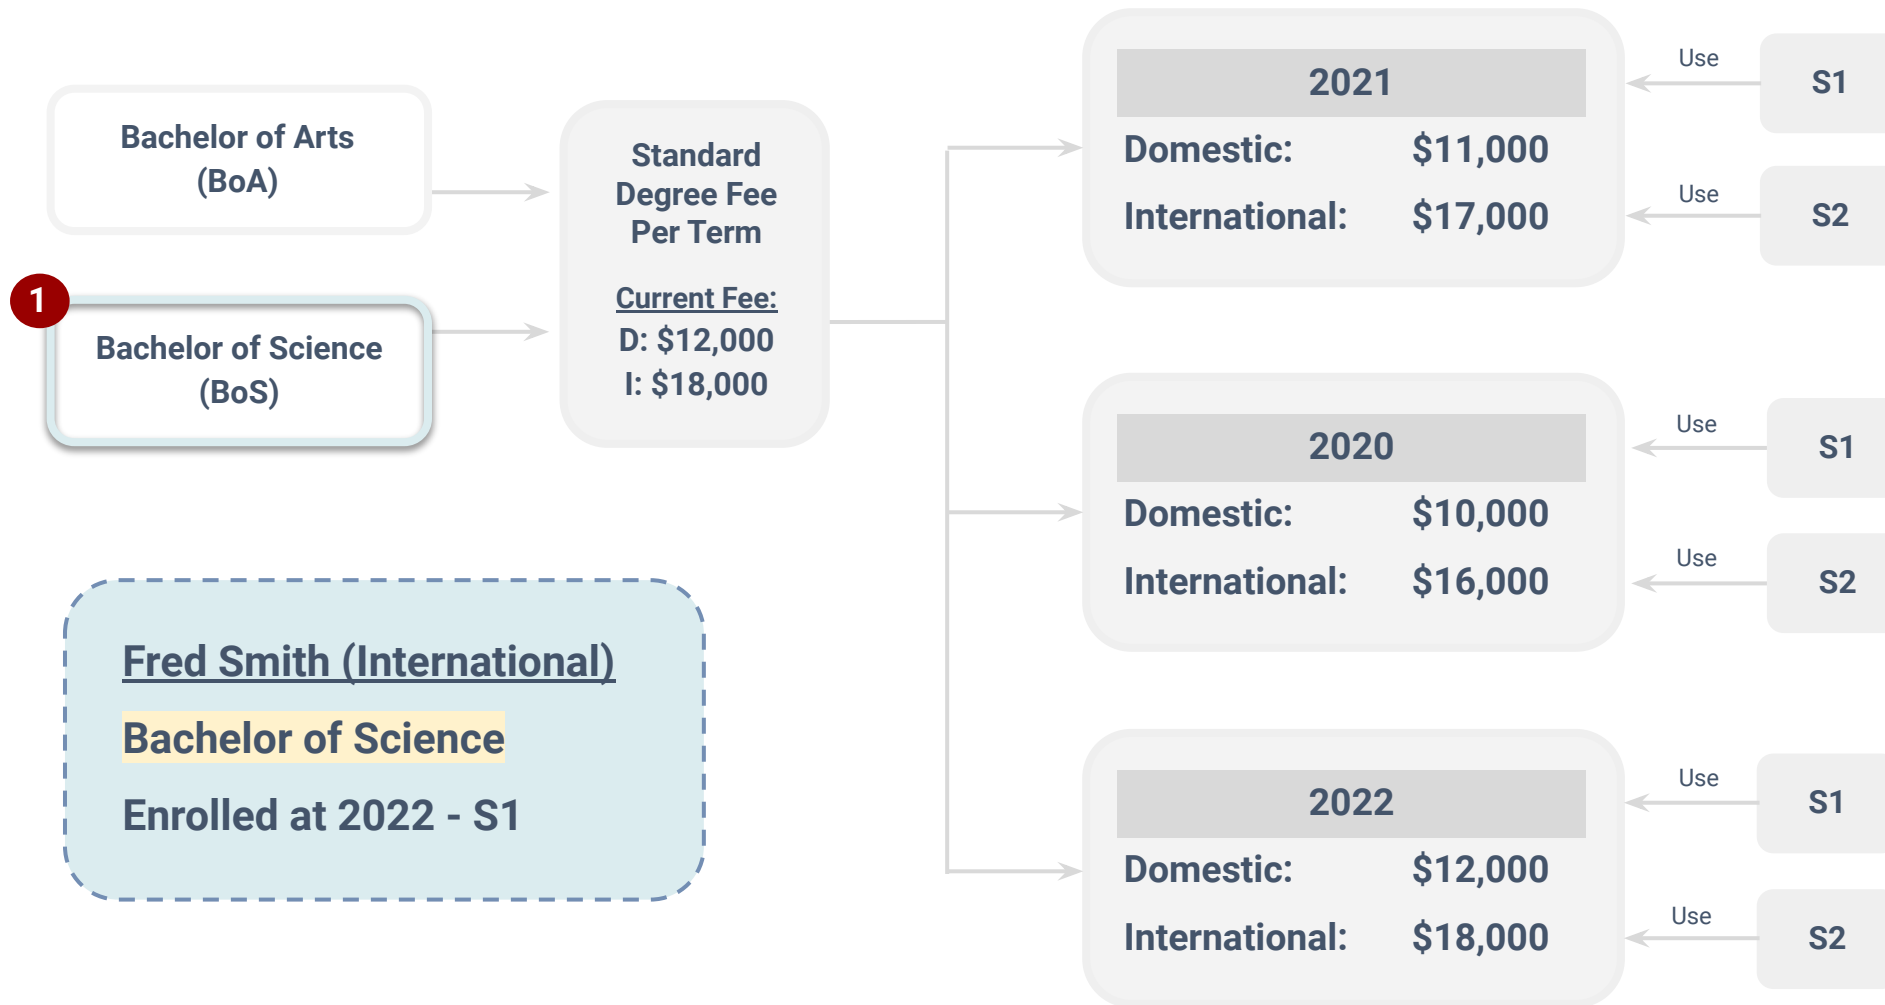 Bachelor of Arts
(BoA)
1
Bachelor of Science
(BoS)
Standard
Degree Fee
Per Term
Current Fee:
D: $12,000
I: $18,000
Fred Smith (International)
Bachelor of Science
Enrolled at 2022 - S1
2021
Domestic: $11,000
International: $17,000
Use
S1
Use
S2
2020
Domestic: $10,000
International: $16,000
Use
S1
Use
S2
2022
Domestic: $12,000
International: $18,000
Use
S1
Use
S2